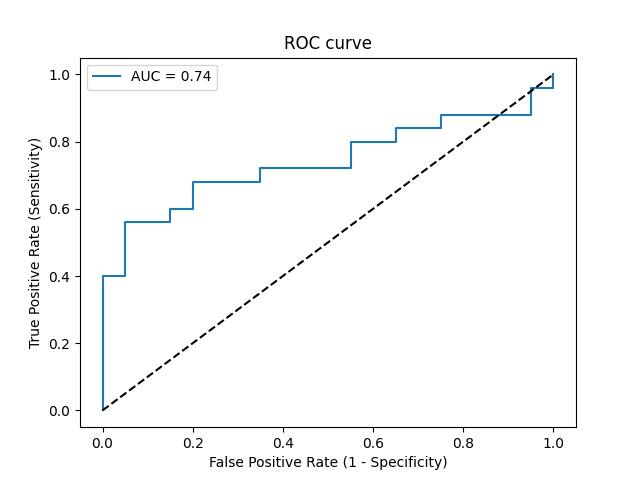 ROC curve
AUC = 0.74
True Positive Rate (Sensitivity)
1.0
0.8
0.6
0.4
0.2
0.0
0.0 0.2 0.4 0.6 0.8 1.0
False Positive Rate (1 - Specificity)